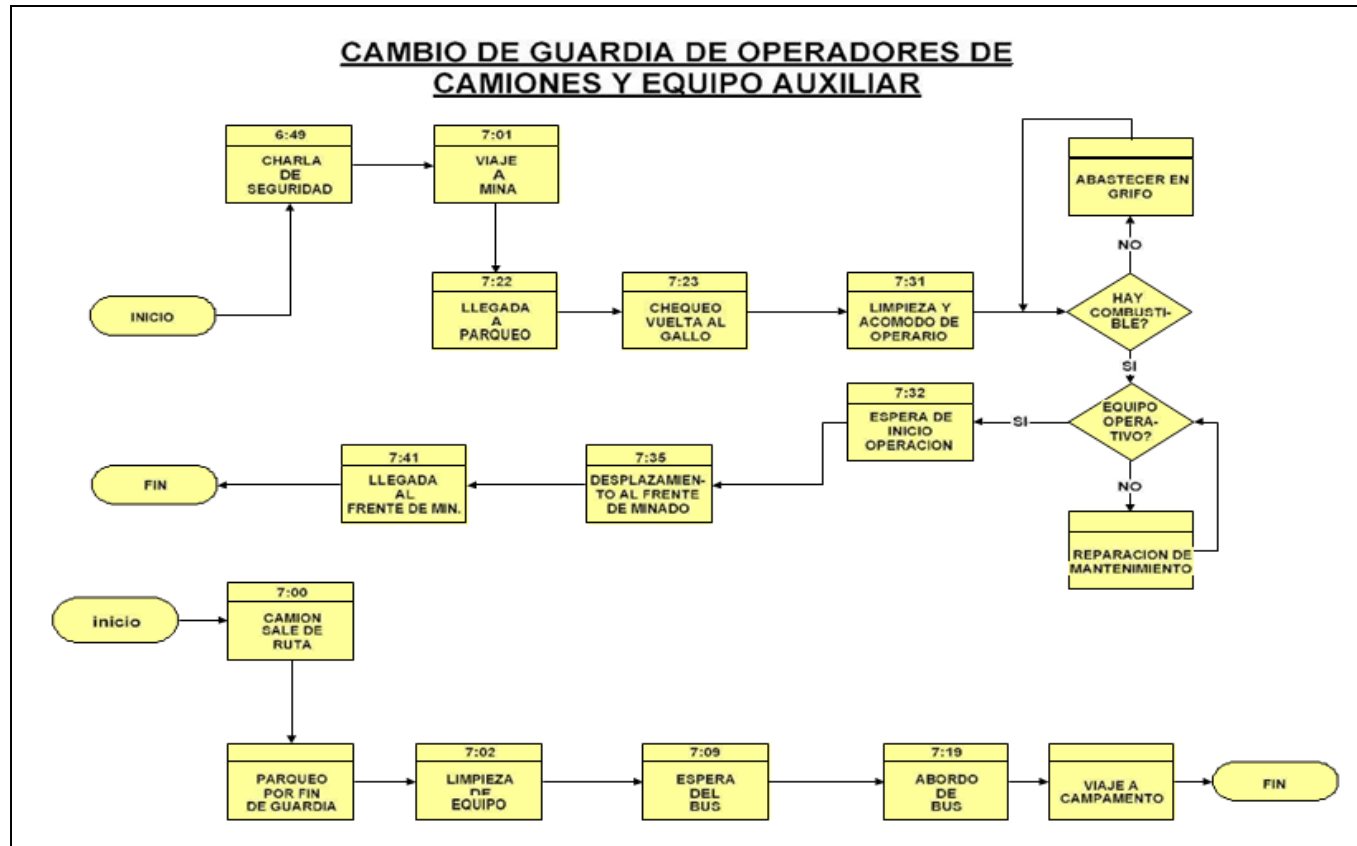 CAMBIO DE GUARDIA DE OPERADORES DE
CAMIONES Y EQUIPO AUXILIAR
6:49
CHARLA
DE
SEGURIDAD
7:01
VIAJE
A
MINA
ABASTECER EN
GRIFO
NO
INICIO
7:22
LLEGADA
A
PARQUEO
7:23
CHEQUEO
VUELTA AL
GALLO
7:31
LIMPIEZA Y
ACOMODO DE
OPERARIO
HAY
COMBUSTI-
BLE?
SI
FIN
7:41
LLEGADA
AL
FRENTE DE MIN.
7:35
DESPLAZAMIEN-
TO AL FRENTE
DE MINADO
7:32
ESPERA DE
INICIO
OPERACION
SI
EQUIPO
OPERA-
TIVO?
NO
REPARACION DE
MANTENIMIENTO
inicio
7:00
CAMION
SALE DE
RUTA
PARQUEO
POR FIN
DE GUARDIA
7:02
LIMPIEZA
DE
EQUIPO
7:09
ESPERA
DEL
BUS
7:19
ABORDO
DE
BUS
VIAJE A
CAMPAMENTO
FIN